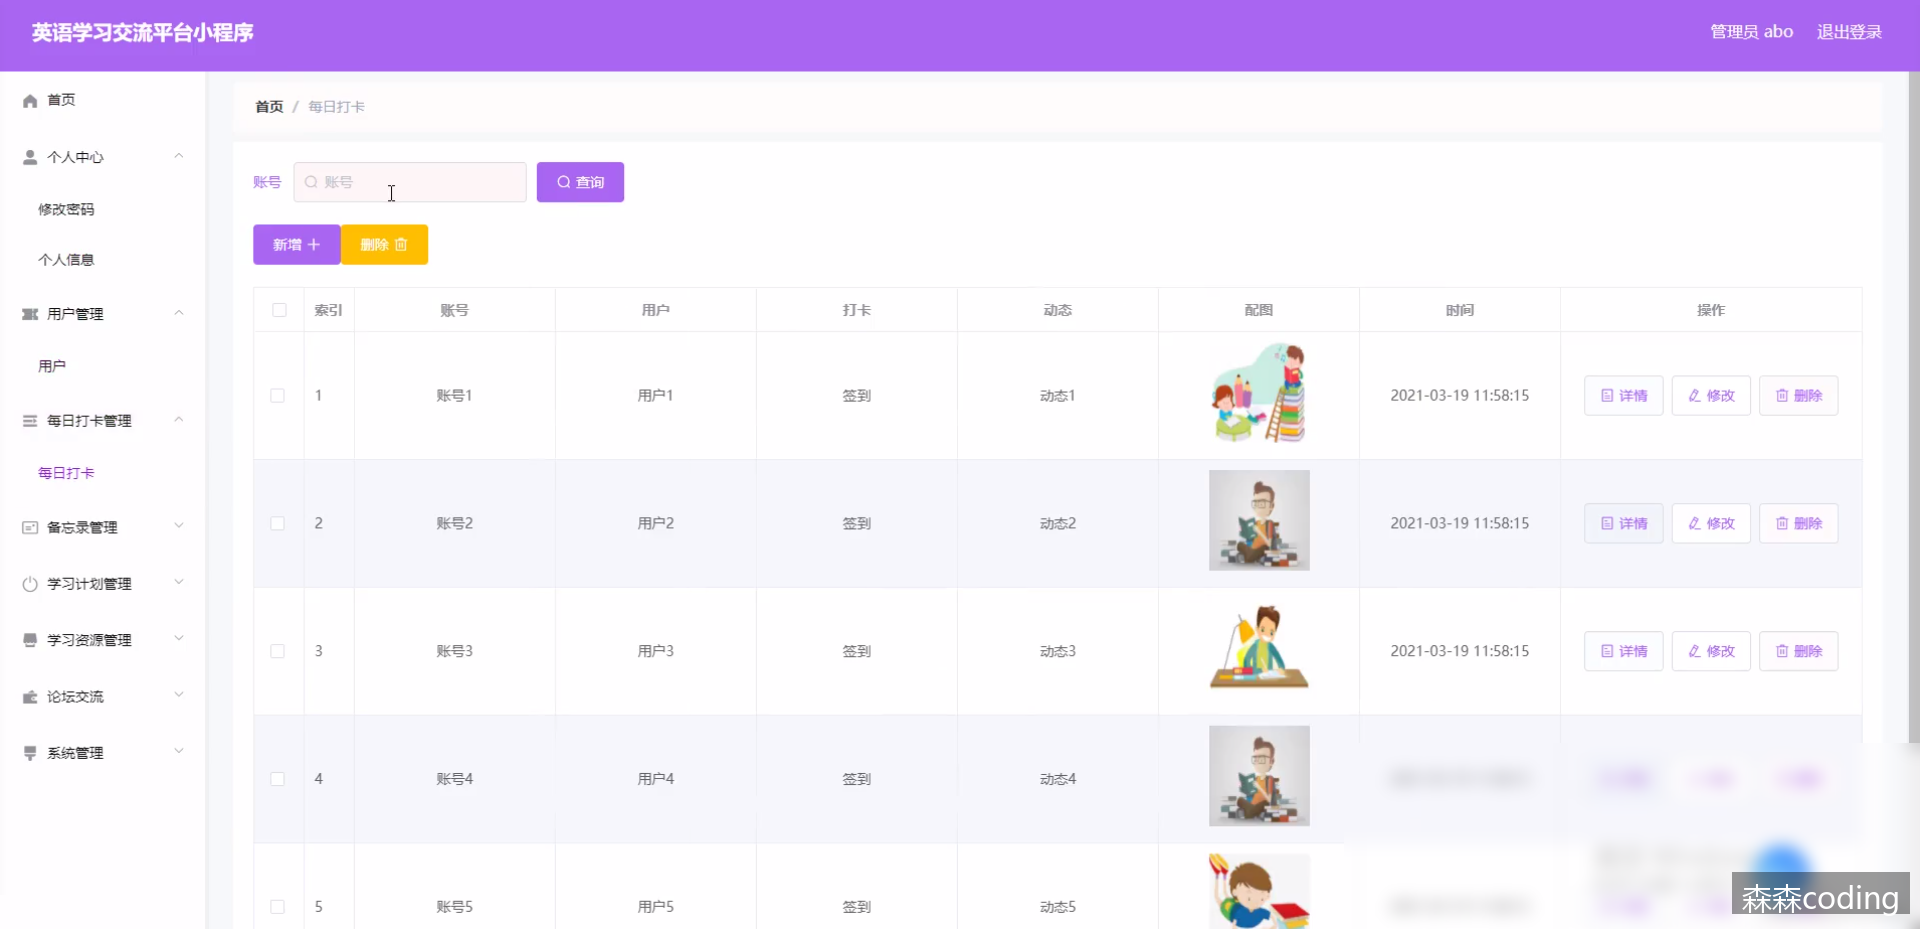 英语学习交流平台小程序
管理员 abo 退出登录
首页
个人中心
修改密码
个人信息
用户管理
用户
每日打卡管理
每日打卡
备忘录管理
学习计划管理
学习资源管理
论坛交流
系统管理
首页 / 每日打卡
账号 账号 查询
新增 删除
索引 账号 用户 打卡 动态 配图 时间 操作
1 账号1 用户1 签到 动态1 2021-03-19 11:58:15 详情 修改 删除
2 账号2 用户2 签到 动态2 2021-03-19 11:58:15 详情 修改 删除
3 账号3 用户3 签到 动态3 2021-03-19 11:58:15 详情 修改 删除
4 账号4 用户4 签到 动态4
5 账号5 用户5 签到 动态5
森森coding